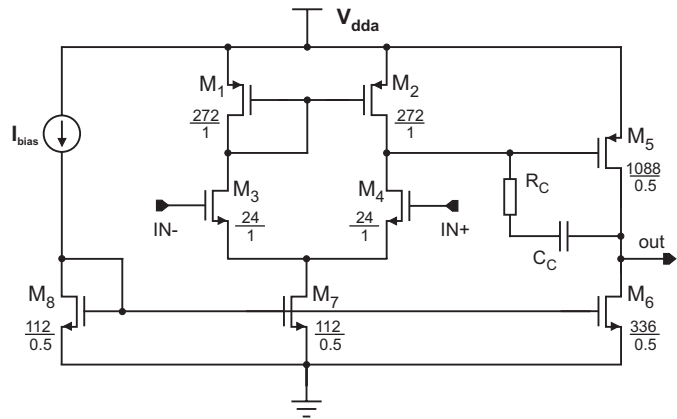 V_dda
M_1
M_2
272
1
272
1
I_bias
M_5
1088
0.5
R_C
M_3
M_4
24
1
24
1
IN-
IN+
C_C
out
M_8
M_7
M_6
112
0.5
112
0.5
336
0.5